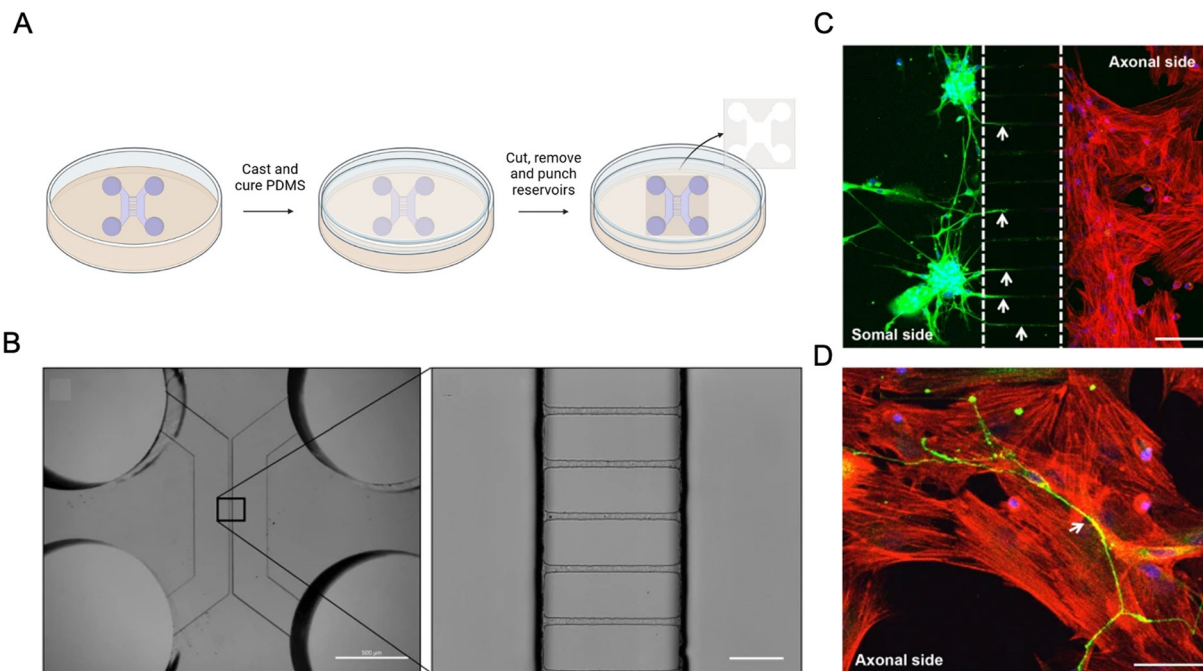 A
Cast and
cure PDMS
Cut, remove
and punch
reservoirs
B
500 µm
C
Axonal side
Somal side
D
Axonal side